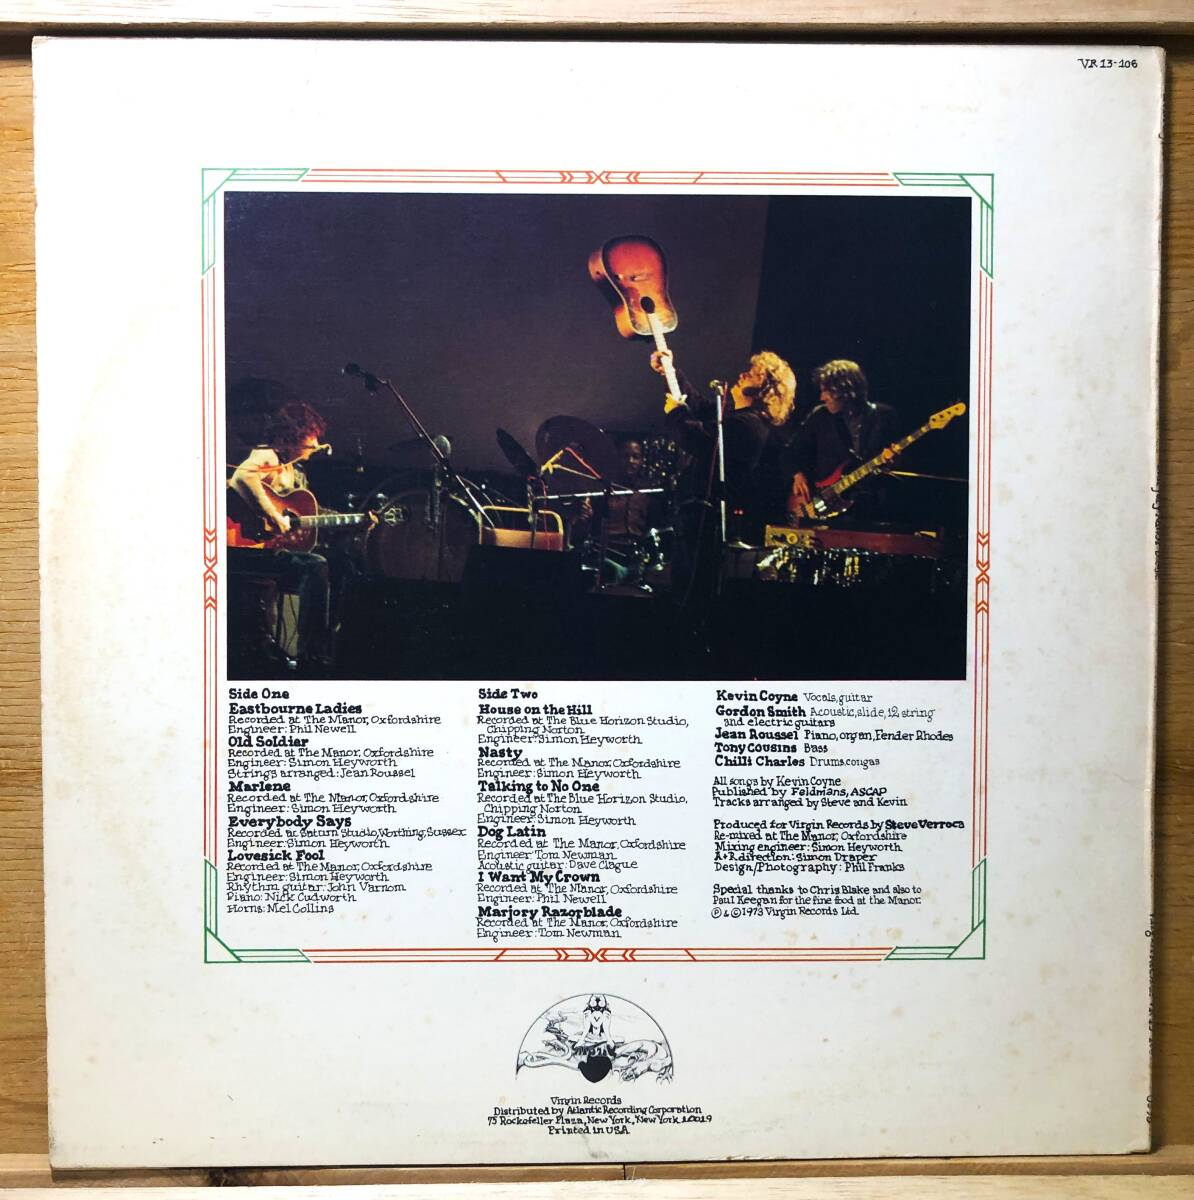 VR 13-106
Side One
Eastbourne Ladies
Recorded at The Manor, Oxfordshire
Engineer: Phil Newell
Old Soldier
Recorded at The Manor, Oxfordshire
Engineer: Simon Heyworth
Strings arranged: Jean Roussel
Marlene
Recorded at The Manor, Oxfordshire
Engineer: Simon Heyworth
Everybody Says
Recorded at Saturn Studio, Worthing, Sussex
Engineer: Simon Heyworth
Lovesick Fool
Recorded at The Manor, Oxfordshire
Engineer: Simon Heyworth
Rhythm guitar: John Varnom
Piano: Nick Cudworth
Horns: Mel Collins
Side Two
House on the Hill
Recorded at The Blue Horizon Studio,
Chipping Norton
Engineer: Simon Heyworth
Nasty
Recorded at The Manor, Oxfordshire
Engineer: Simon Heyworth
Talking to No One
Recorded at The Blue Horizon Studio,
Chipping Norton
Engineer: Simon Heyworth
Dog Latin
Recorded at The Manor, Oxfordshire
Engineer: Tom Newman
Acoustic guitar: Dave Clague
I Want My Crown
Recorded at The Manor, Oxfordshire
Engineer: Phil Newell
Marjory Razorblade
Recorded at The Manor, Oxfordshire
Engineer: Tom Newman
Kevin Coyne Vocals, guitar
Gordon Smith Acoustic, slide, 12 string
and electric guitars
Jean Roussel Piano, organ, Fender Rhodes
Tony Cousins Bass
Chilli Charles Drums, congas
All songs by Kevin Coyne
Published by Feldmans, ASCAP
Tracks arranged by Steve and Kevin
Produced for Virgin Records by Steve Verroca
Re-mixed at The Manor, Oxfordshire
Mixing engineer: Simon Heyworth
A+R direction: Simon Draper
Design/Photography: Phil Franks
Special thanks to Chris Blake and also to
Paul Keegan for the fine food at the Manor.
℗ & © 1973 Virgin Records Ltd.
Virgin Records
Distributed by Atlantic Recording Corporation
75 Rockefeller Plaza, New York, New York 10019
Printed in USA